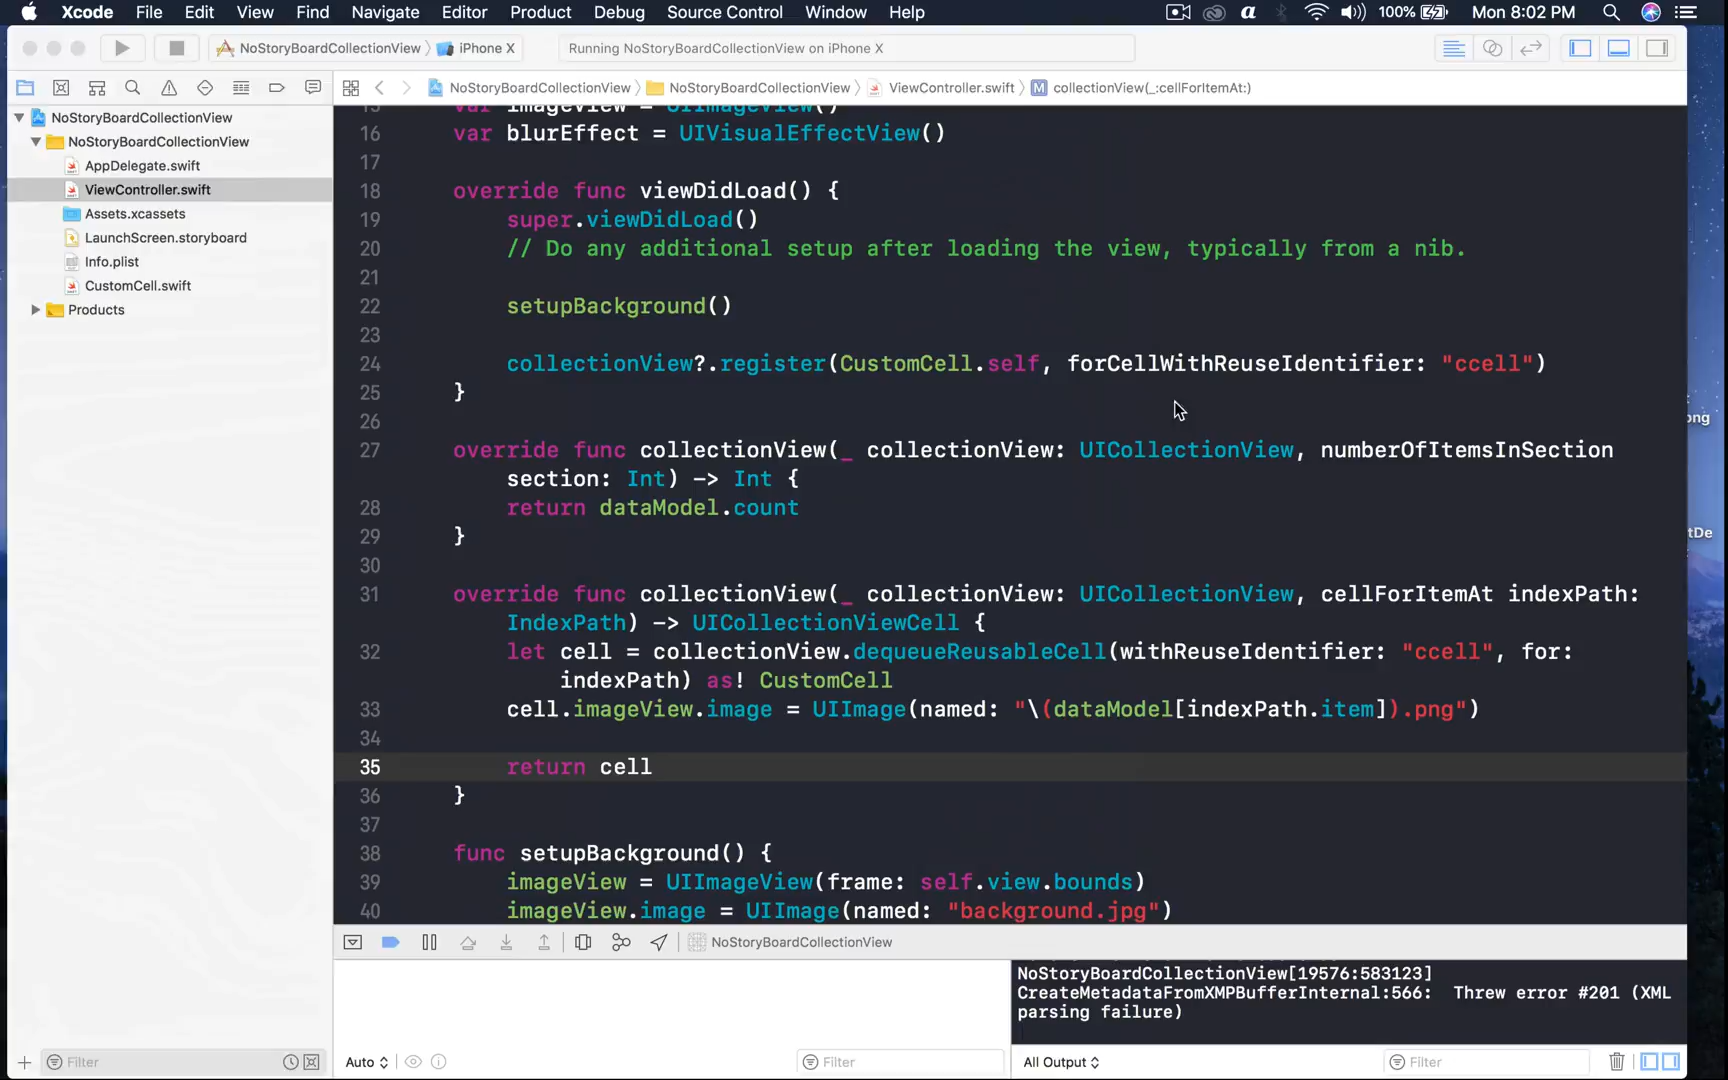 Xcode File Edit View Find Navigate Editor Product Debug Source Control Window Help 100% Mon 8:02 PM
NoStoryBoardCollectionView iPhone X Running NoStoryBoardCollectionView on iPhone X
NoStoryBoardCollectionView NoStoryBoardCollectionView ViewController.swift M collectionView(_:cellForItemAt:)
NoStoryBoardCollectionView
NoStoryBoardCollectionView
AppDelegate.swift
ViewController.swift
Assets.xcassets
LaunchScreen.storyboard
Info.plist
CustomCell.swift
Products
15 var imageView = UIImageView()
16 var blurEffect = UIVisualEffectView()
17
18 override func viewDidLoad() {
19 super.viewDidLoad()
20 // Do any additional setup after loading the view, typically from a nib.
21
22 setupBackground()
23
24 collectionView?.register(CustomCell.self, forCellWithReuseIdentifier: "ccell")
25 }
26
27 override func collectionView(_ collectionView: UICollectionView, numberOfItemsInSection
section: Int) -> Int {
28 return dataModel.count
29 }
30
31 override func collectionView(_ collectionView: UICollectionView, cellForItemAt indexPath:
IndexPath) -> UICollectionViewCell {
32 let cell = collectionView.dequeueReusableCell(withReuseIdentifier: "ccell", for:
indexPath) as! CustomCell
33 cell.imageView.image = UIImage(named: "\(dataModel[indexPath.item]).png")
34
35 return cell
36 }
37
38 func setupBackground() {
39 imageView = UIImageView(frame: self.view.bounds)
40 imageView.image = UIImage(named: "background.jpg")
NoStoryBoardCollectionView
NoStoryBoardCollectionView[19576:583123]
CreateMetadataFromXMPBufferInternal:566: Threw error #201 (XML
parsing failure)
Filter Auto Filter All Output Filter
ong
tDe